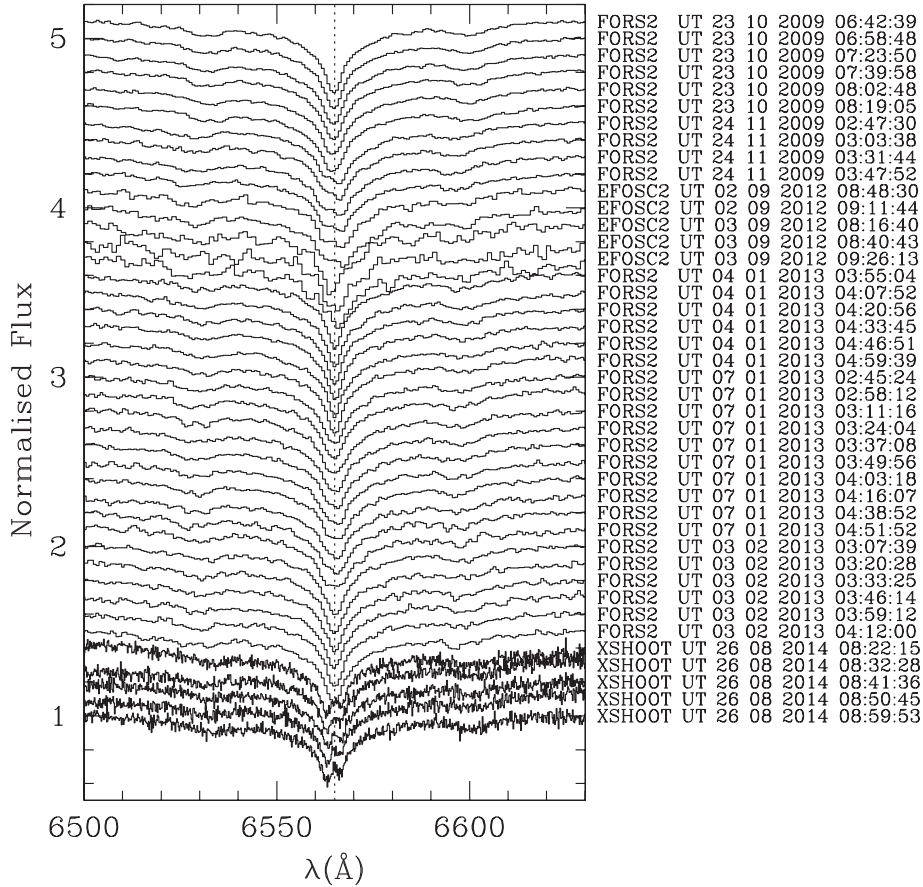 5
4
3
2
1
Normalised Flux
6500 6550 6600
λ(Å)
FORS2 UT 23 10 2009 06:42:39
FORS2 UT 23 10 2009 06:58:48
FORS2 UT 23 10 2009 07:23:50
FORS2 UT 23 10 2009 07:39:58
FORS2 UT 23 10 2009 08:02:48
FORS2 UT 23 10 2009 08:19:05
FORS2 UT 24 11 2009 02:47:30
FORS2 UT 24 11 2009 03:03:38
FORS2 UT 24 11 2009 03:31:44
FORS2 UT 24 11 2009 03:47:52
EFOSC2 UT 02 09 2012 08:48:30
EFOSC2 UT 02 09 2012 09:11:44
EFOSC2 UT 03 09 2012 08:16:40
EFOSC2 UT 03 09 2012 08:40:43
EFOSC2 UT 03 09 2012 09:26:13
FORS2 UT 04 01 2013 03:55:04
FORS2 UT 04 01 2013 04:07:52
FORS2 UT 04 01 2013 04:20:56
FORS2 UT 04 01 2013 04:33:45
FORS2 UT 04 01 2013 04:46:51
FORS2 UT 04 01 2013 04:59:39
FORS2 UT 07 01 2013 02:45:24
FORS2 UT 07 01 2013 02:58:12
FORS2 UT 07 01 2013 03:11:16
FORS2 UT 07 01 2013 03:24:04
FORS2 UT 07 01 2013 03:37:08
FORS2 UT 07 01 2013 03:49:56
FORS2 UT 07 01 2013 04:03:18
FORS2 UT 07 01 2013 04:16:07
FORS2 UT 07 01 2013 04:38:52
FORS2 UT 07 01 2013 04:51:52
FORS2 UT 03 02 2013 03:07:39
FORS2 UT 03 02 2013 03:20:28
FORS2 UT 03 02 2013 03:33:25
FORS2 UT 03 02 2013 03:46:14
FORS2 UT 03 02 2013 03:59:12
FORS2 UT 03 02 2013 04:12:00
XSHOOT UT 26 08 2014 08:22:15
XSHOOT UT 26 08 2014 08:32:28
XSHOOT UT 26 08 2014 08:41:36
XSHOOT UT 26 08 2014 08:50:45
XSHOOT UT 26 08 2014 08:59:53